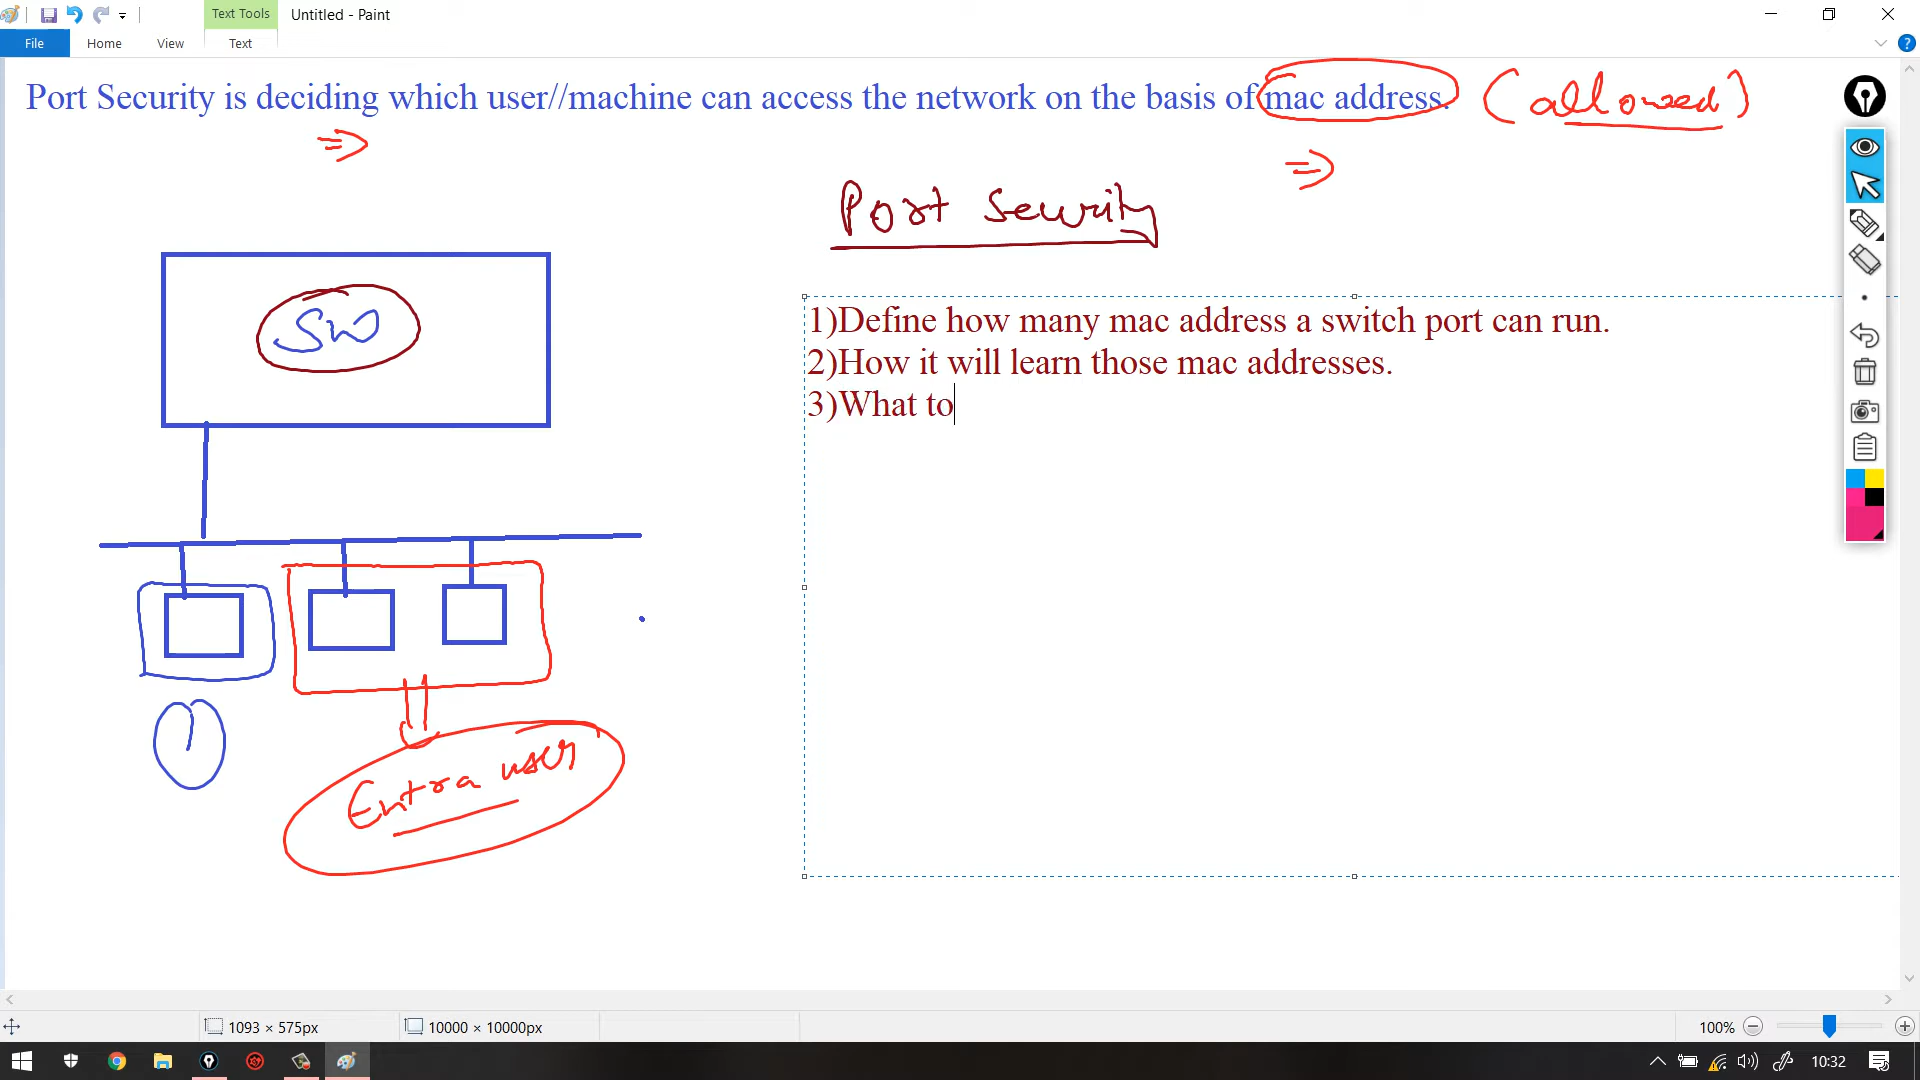 Text Tools
Untitled - Paint
File
Home
View
Text
Port Security is deciding which user//machine can access the network on the basis of mac address.
(allowed)
Port Security
SW
1)Define how many mac address a switch port can run.
2)How it will learn those mac addresses.
3)What to
1
Entra user
1093 × 575px
10000 × 10000px
100%
10:32